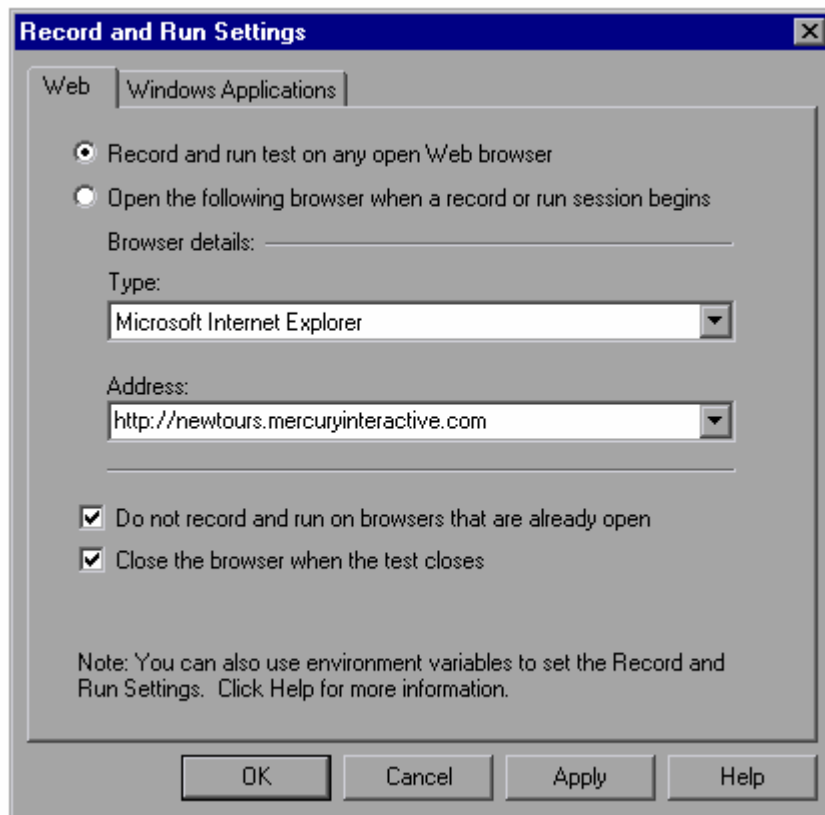 Record and Run Settings
Web
Windows Applications
Record and run test on any open Web browser
Open the following browser when a record or run session begins
Browser details:
Type:
Microsoft Internet Explorer
Address:
http://newtours.mercuryinteractive.com
Do not record and run on browsers that are already open
Close the browser when the test closes
Note: You can also use environment variables to set the Record and
Run Settings.  Click Help for more information.
OK
Cancel
Apply
Help